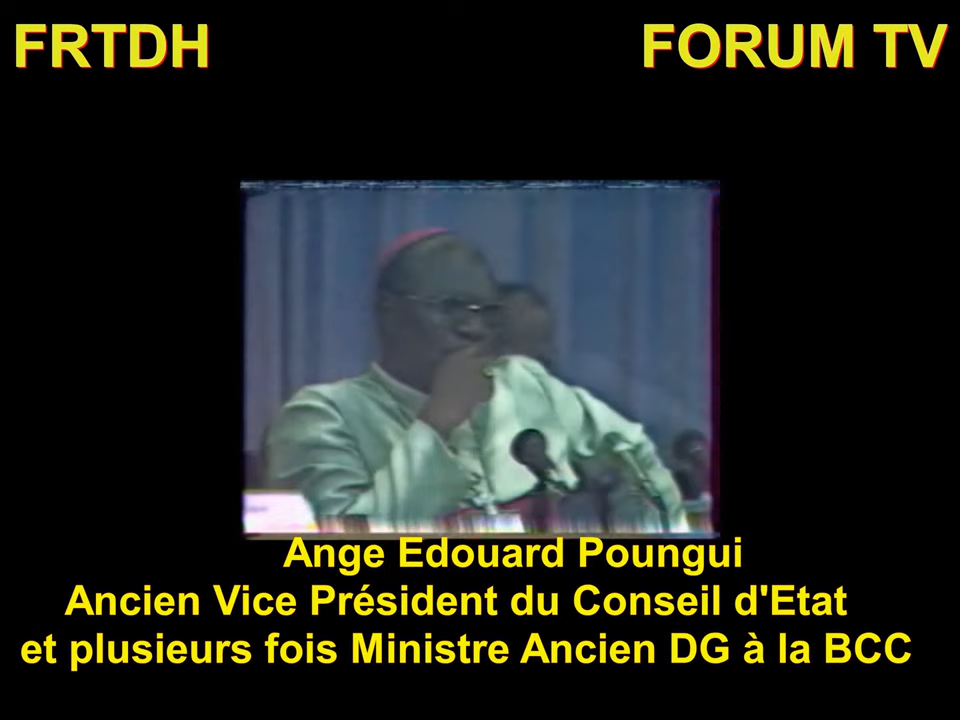 FRTDH FORUM TV
Ange Edouard Poungui
Ancien Vice Président du Conseil d'Etat
et plusieurs fois Ministre Ancien DG à la BCC